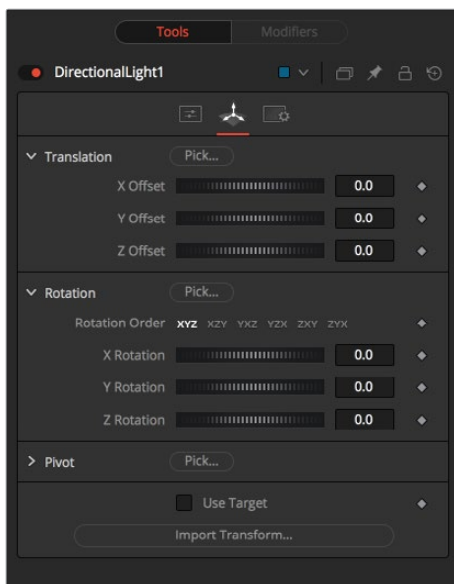 Tools Modifiers
DirectionalLight1
Translation Pick...
X Offset 0.0
Y Offset 0.0
Z Offset 0.0
Rotation Pick...
Rotation Order XYZ XZY YXZ YZX ZXY ZYX
X Rotation 0.0
Y Rotation 0.0
Z Rotation 0.0
Pivot Pick...
Use Target
Import Transform...